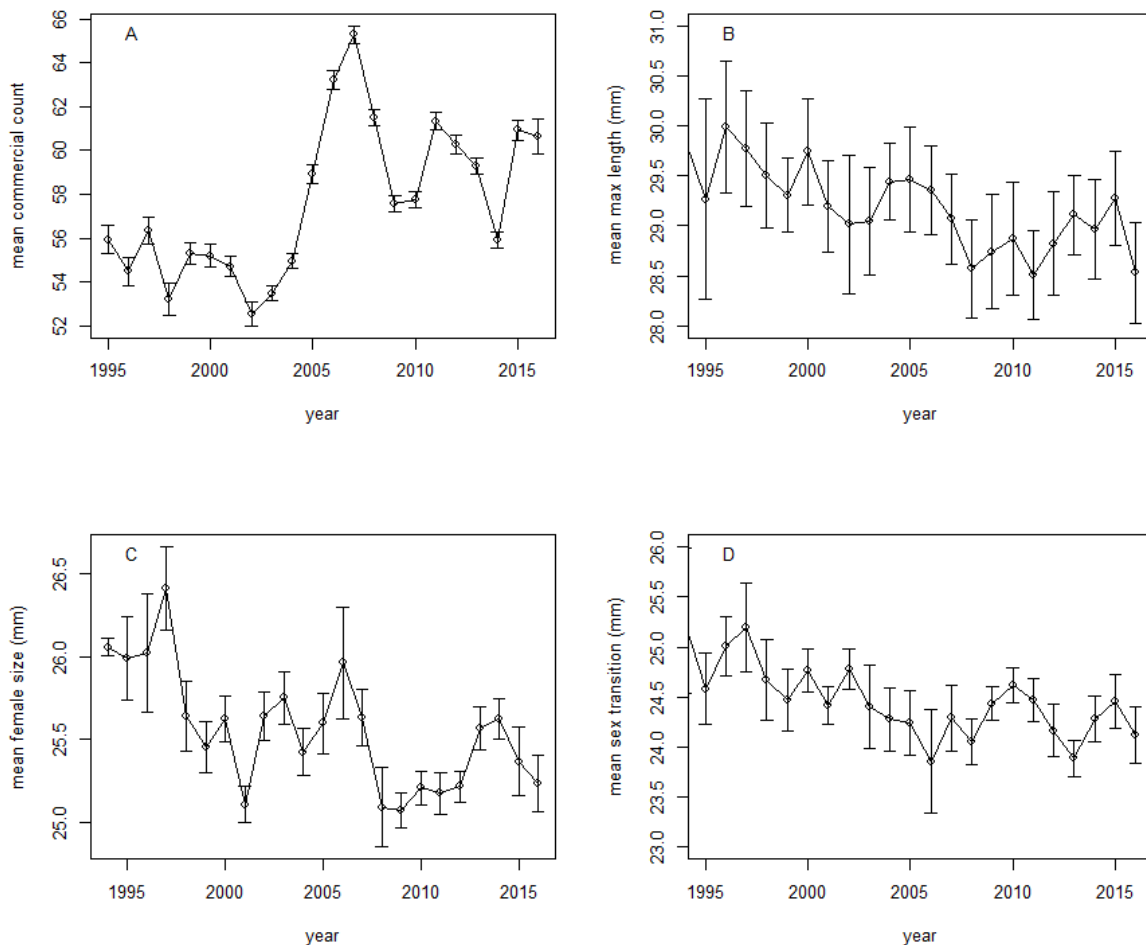 A
mean commercial count
66
64
62
60
58
56
54
52
1995 2000 2005 2010 2015
year
B
mean max length (mm)
31.0
30.5
30.0
29.5
29.0
28.5
28.0
1995 2000 2005 2010 2015
year
C
mean female size (mm)
26.5
26.0
25.5
25.0
1995 2000 2005 2010 2015
year
D
mean sex transition (mm)
26.0
25.5
25.0
24.5
24.0
23.5
23.0
1995 2000 2005 2010 2015
year